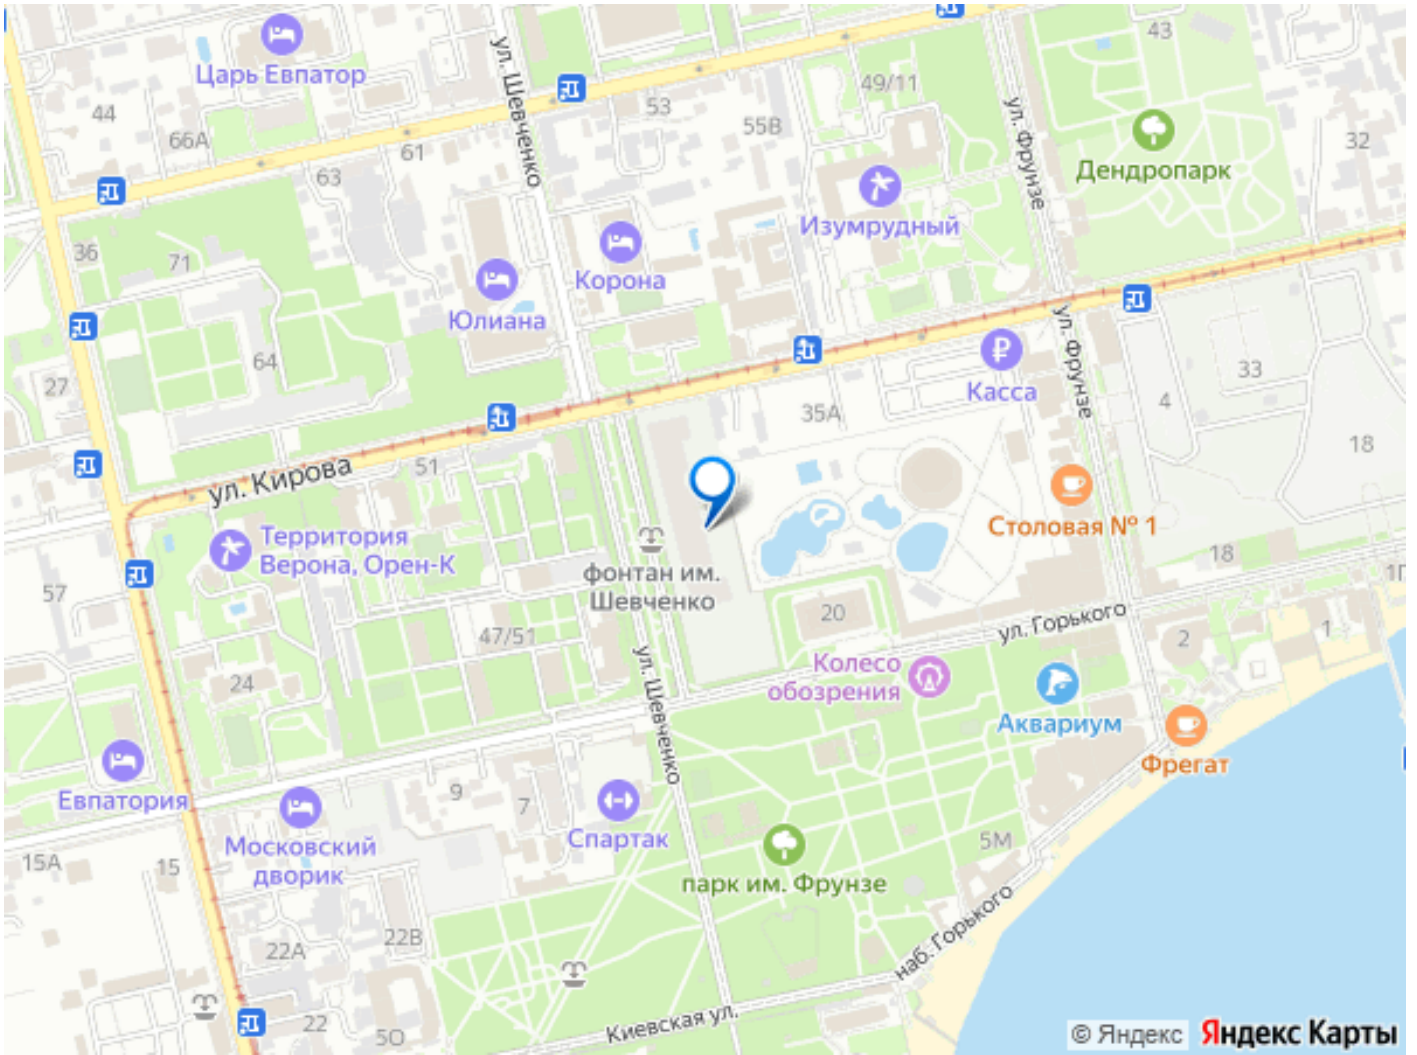 43
Царь Евпатор
ул. Шевченко
49/11
53
44
55В
ул. Фрунзе
66А
32
61
Дендропарк
63
Изумрудный
36
71
Корона
Юлиана
ул. Фрунзе
64
33
27
Касса
4
35А
18
51
ул. Кирова
Столовая № 1
Территория
Верона, Орен-К
18
фонтан им.
Шевченко
57
1Г
20
ул. Горького
47/51
1
2
Колесо
обозрения
24
ул. Шевченко
Аквариум
Фрегат
Евпатория
9
7
Спартак
Московский
дворик
5М
15А
15
парк им. Фрунзе
22В
22А
наб. Горького
22
50
Киевская ул.
© Яндекс Яндекс Карты